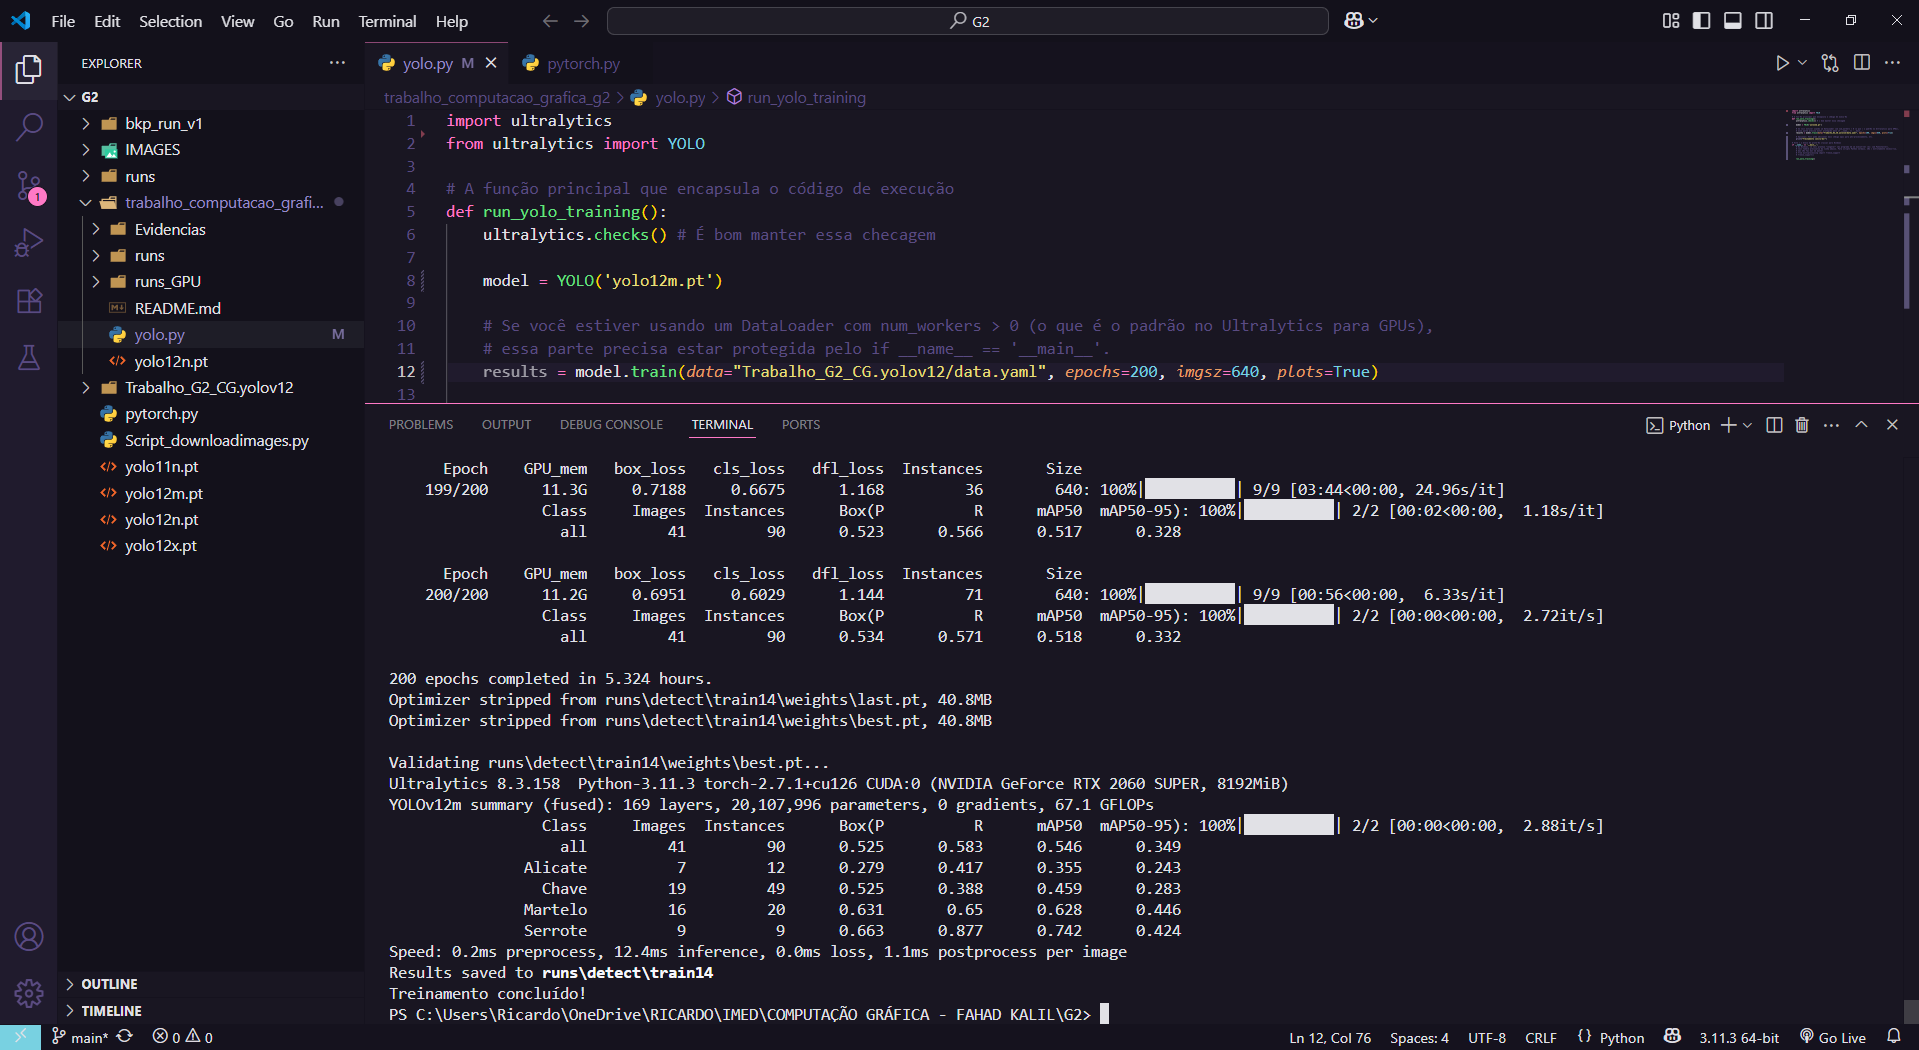 File Edit Selection View Go Run Terminal Help
G2
EXPLORER
G2
bkp_run_v1
IMAGES
runs
trabalho_computacao_grafi...
Evidencias
runs
runs_GPU
README.md
yolo.py M
yolo12n.pt
Trabalho_G2_CG.yolov12
pytorch.py
Script_downloadimages.py
yolo11n.pt
yolo12m.pt
yolo12n.pt
yolo12x.pt
OUTLINE
TIMELINE
1
yolo.py M
pytorch.py
trabalho_computacao_grafica_g2 > yolo.py > run_yolo_training
1 import ultralytics
2 from ultralytics import YOLO
3
4 # A função principal que encapsula o código de execução
5 def run_yolo_training():
6 ultralytics.checks() # É bom manter essa checagem
7
8 model = YOLO('yolo12m.pt')
9
10 # Se você estiver usando um DataLoader com num_workers > 0 (o que é o padrão no Ultralytics para GPUs),
11 # essa parte precisa estar protegida pelo if __name__ == '__main__'.
12 results = model.train(data="Trabalho_G2_CG.yolov12/data.yaml", epochs=200, imgsz=640, plots=True)
13
PROBLEMS OUTPUT DEBUG CONSOLE TERMINAL PORTS
Python
Epoch GPU_mem box_loss cls_loss dfl_loss Instances Size
199/200 11.3G 0.7188 0.6675 1.168 36 640: 100%|██████████| 9/9 [03:44<00:00, 24.96s/it]
Class Images Instances Box(P R mAP50 mAP50-95): 100%|██████████| 2/2 [00:02<00:00, 1.18s/it]
all 41 90 0.523 0.566 0.517 0.328
Epoch GPU_mem box_loss cls_loss dfl_loss Instances Size
200/200 11.2G 0.6951 0.6029 1.144 71 640: 100%|██████████| 9/9 [00:56<00:00, 6.33s/it]
Class Images Instances Box(P R mAP50 mAP50-95): 100%|██████████| 2/2 [00:00<00:00, 2.72it/s]
all 41 90 0.534 0.571 0.518 0.332
200 epochs completed in 5.324 hours.
Optimizer stripped from runs\detect\train14\weights\last.pt, 40.8MB
Optimizer stripped from runs\detect\train14\weights\best.pt, 40.8MB
Validating runs\detect\train14\weights\best.pt...
Ultralytics 8.3.158 Python-3.11.3 torch-2.7.1+cu126 CUDA:0 (NVIDIA GeForce RTX 2060 SUPER, 8192MiB)
YOLOv12m summary (fused): 169 layers, 20,107,996 parameters, 0 gradients, 67.1 GFLOPs
Class Images Instances Box(P R mAP50 mAP50-95): 100%|██████████| 2/2 [00:00<00:00, 2.88it/s]
all 41 90 0.525 0.583 0.546 0.349
Alicate 7 12 0.279 0.417 0.355 0.243
Chave 19 49 0.525 0.388 0.459 0.283
Martelo 16 20 0.631 0.65 0.628 0.446
Serrote 9 9 0.663 0.877 0.742 0.424
Speed: 0.2ms preprocess, 12.4ms inference, 0.0ms loss, 1.1ms postprocess per image
Results saved to runs\detect\train14
Treinamento concluído!
PS C:\Users\Ricardo\OneDrive\RICARDO\IMED\COMPUTAÇÃO GRÁFICA - FAHAD KALIL\G2>
main* 0 0
Ln 12, Col 76 Spaces: 4 UTF-8 CRLF {} Python 3.11.3 64-bit Go Live